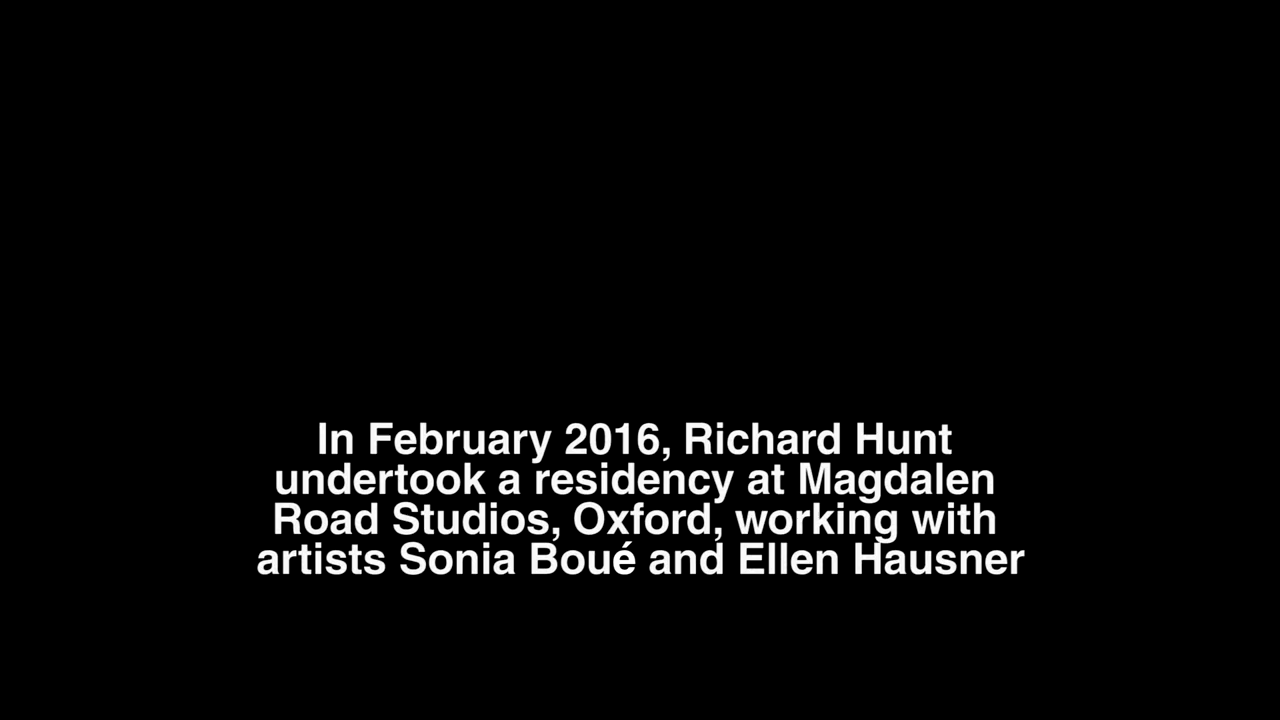 In February 2016, Richard Hunt
undertook a residency at Magdalen
Road Studios, Oxford, working with
artists Sonia Boué and Ellen Hausner